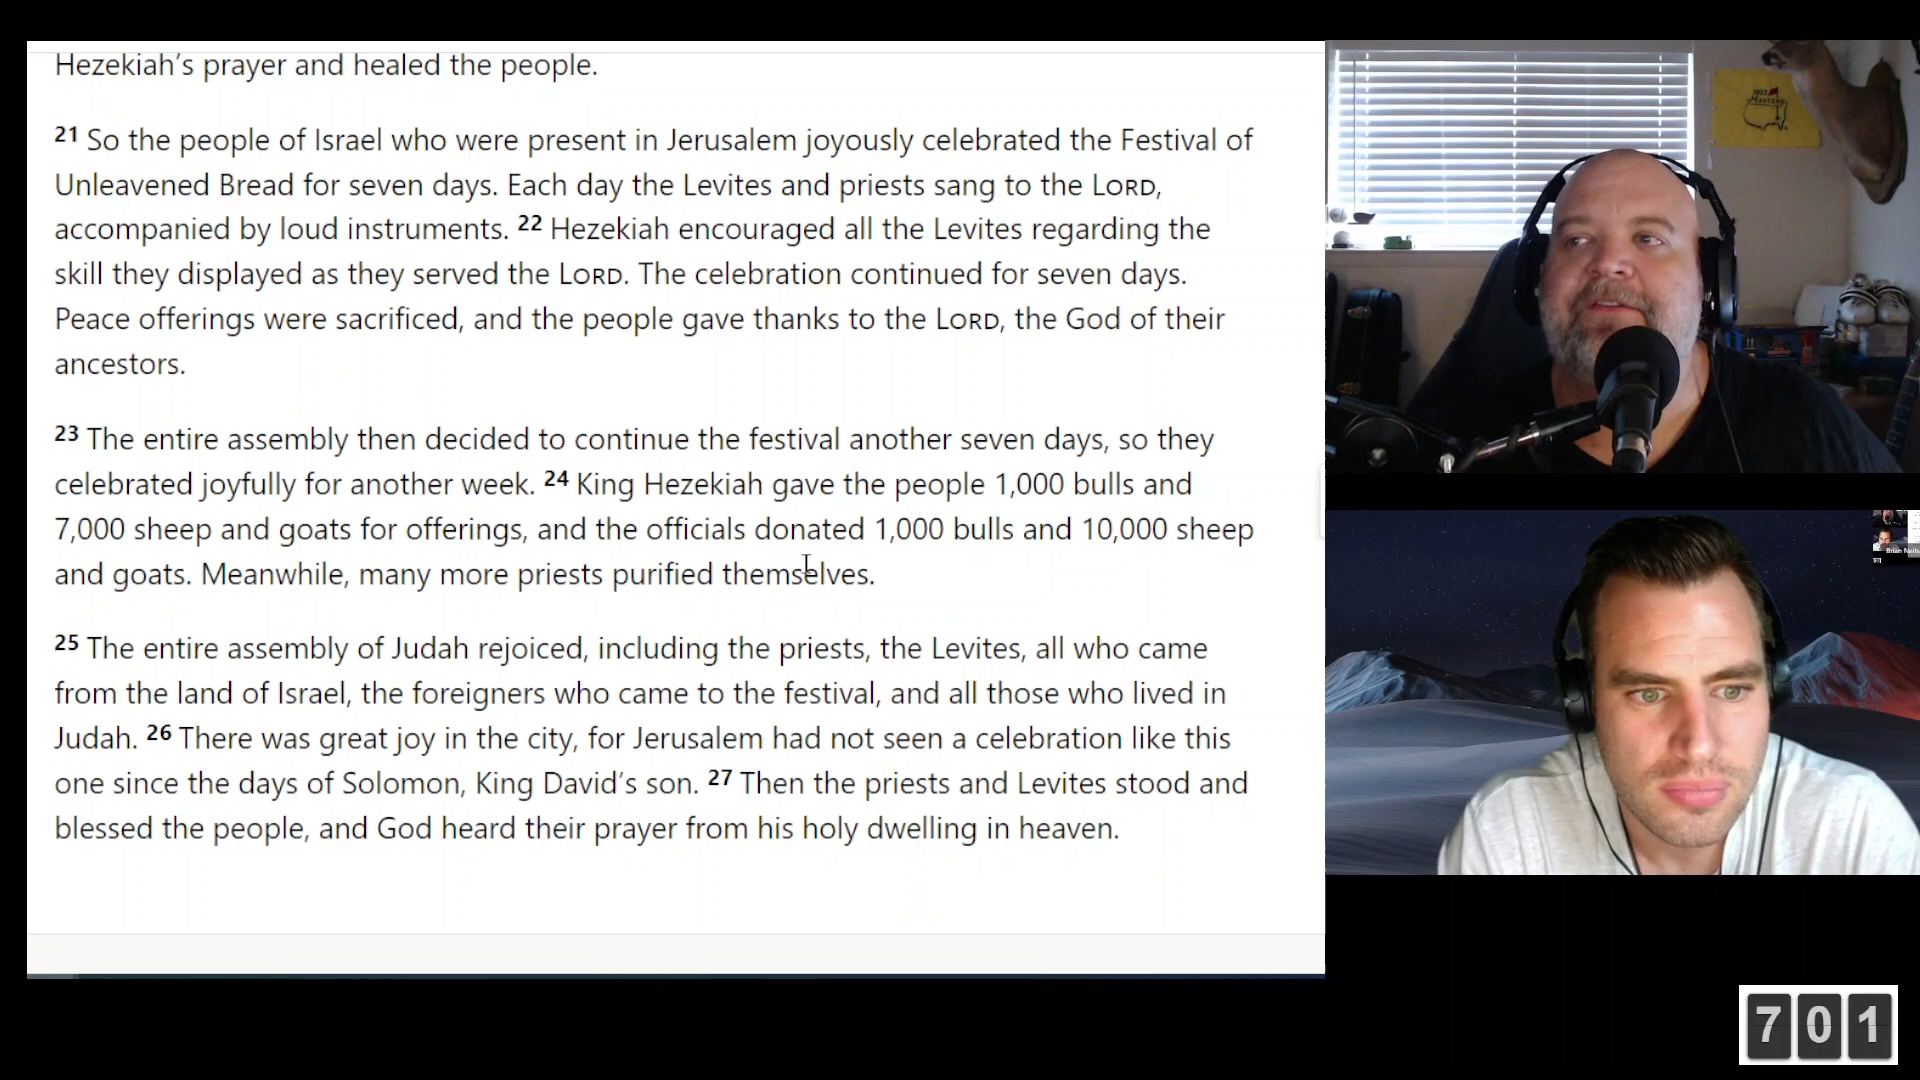 Hezekiah’s prayer and healed the people.
21 So the people of Israel who were present in Jerusalem joyously celebrated the Festival of
Unleavened Bread for seven days. Each day the Levites and priests sang to the LORD,
accompanied by loud instruments. 22 Hezekiah encouraged all the Levites regarding the
skill they displayed as they served the LORD. The celebration continued for seven days.
Peace offerings were sacrificed, and the people gave thanks to the LORD, the God of their
ancestors.
23 The entire assembly then decided to continue the festival another seven days, so they
celebrated joyfully for another week. 24 King Hezekiah gave the people 1,000 bulls and
7,000 sheep and goats for offerings, and the officials donated 1,000 bulls and 10,000 sheep
and goats. Meanwhile, many more priests purified themselves.
25 The entire assembly of Judah rejoiced, including the priests, the Levites, all who came
from the land of Israel, the foreigners who came to the festival, and all those who lived in
Judah. 26 There was great joy in the city, for Jerusalem had not seen a celebration like this
one since the days of Solomon, King David’s son. 27 Then the priests and Levites stood and
blessed the people, and God heard their prayer from his holy dwelling in heaven.
Masters
Brian
701